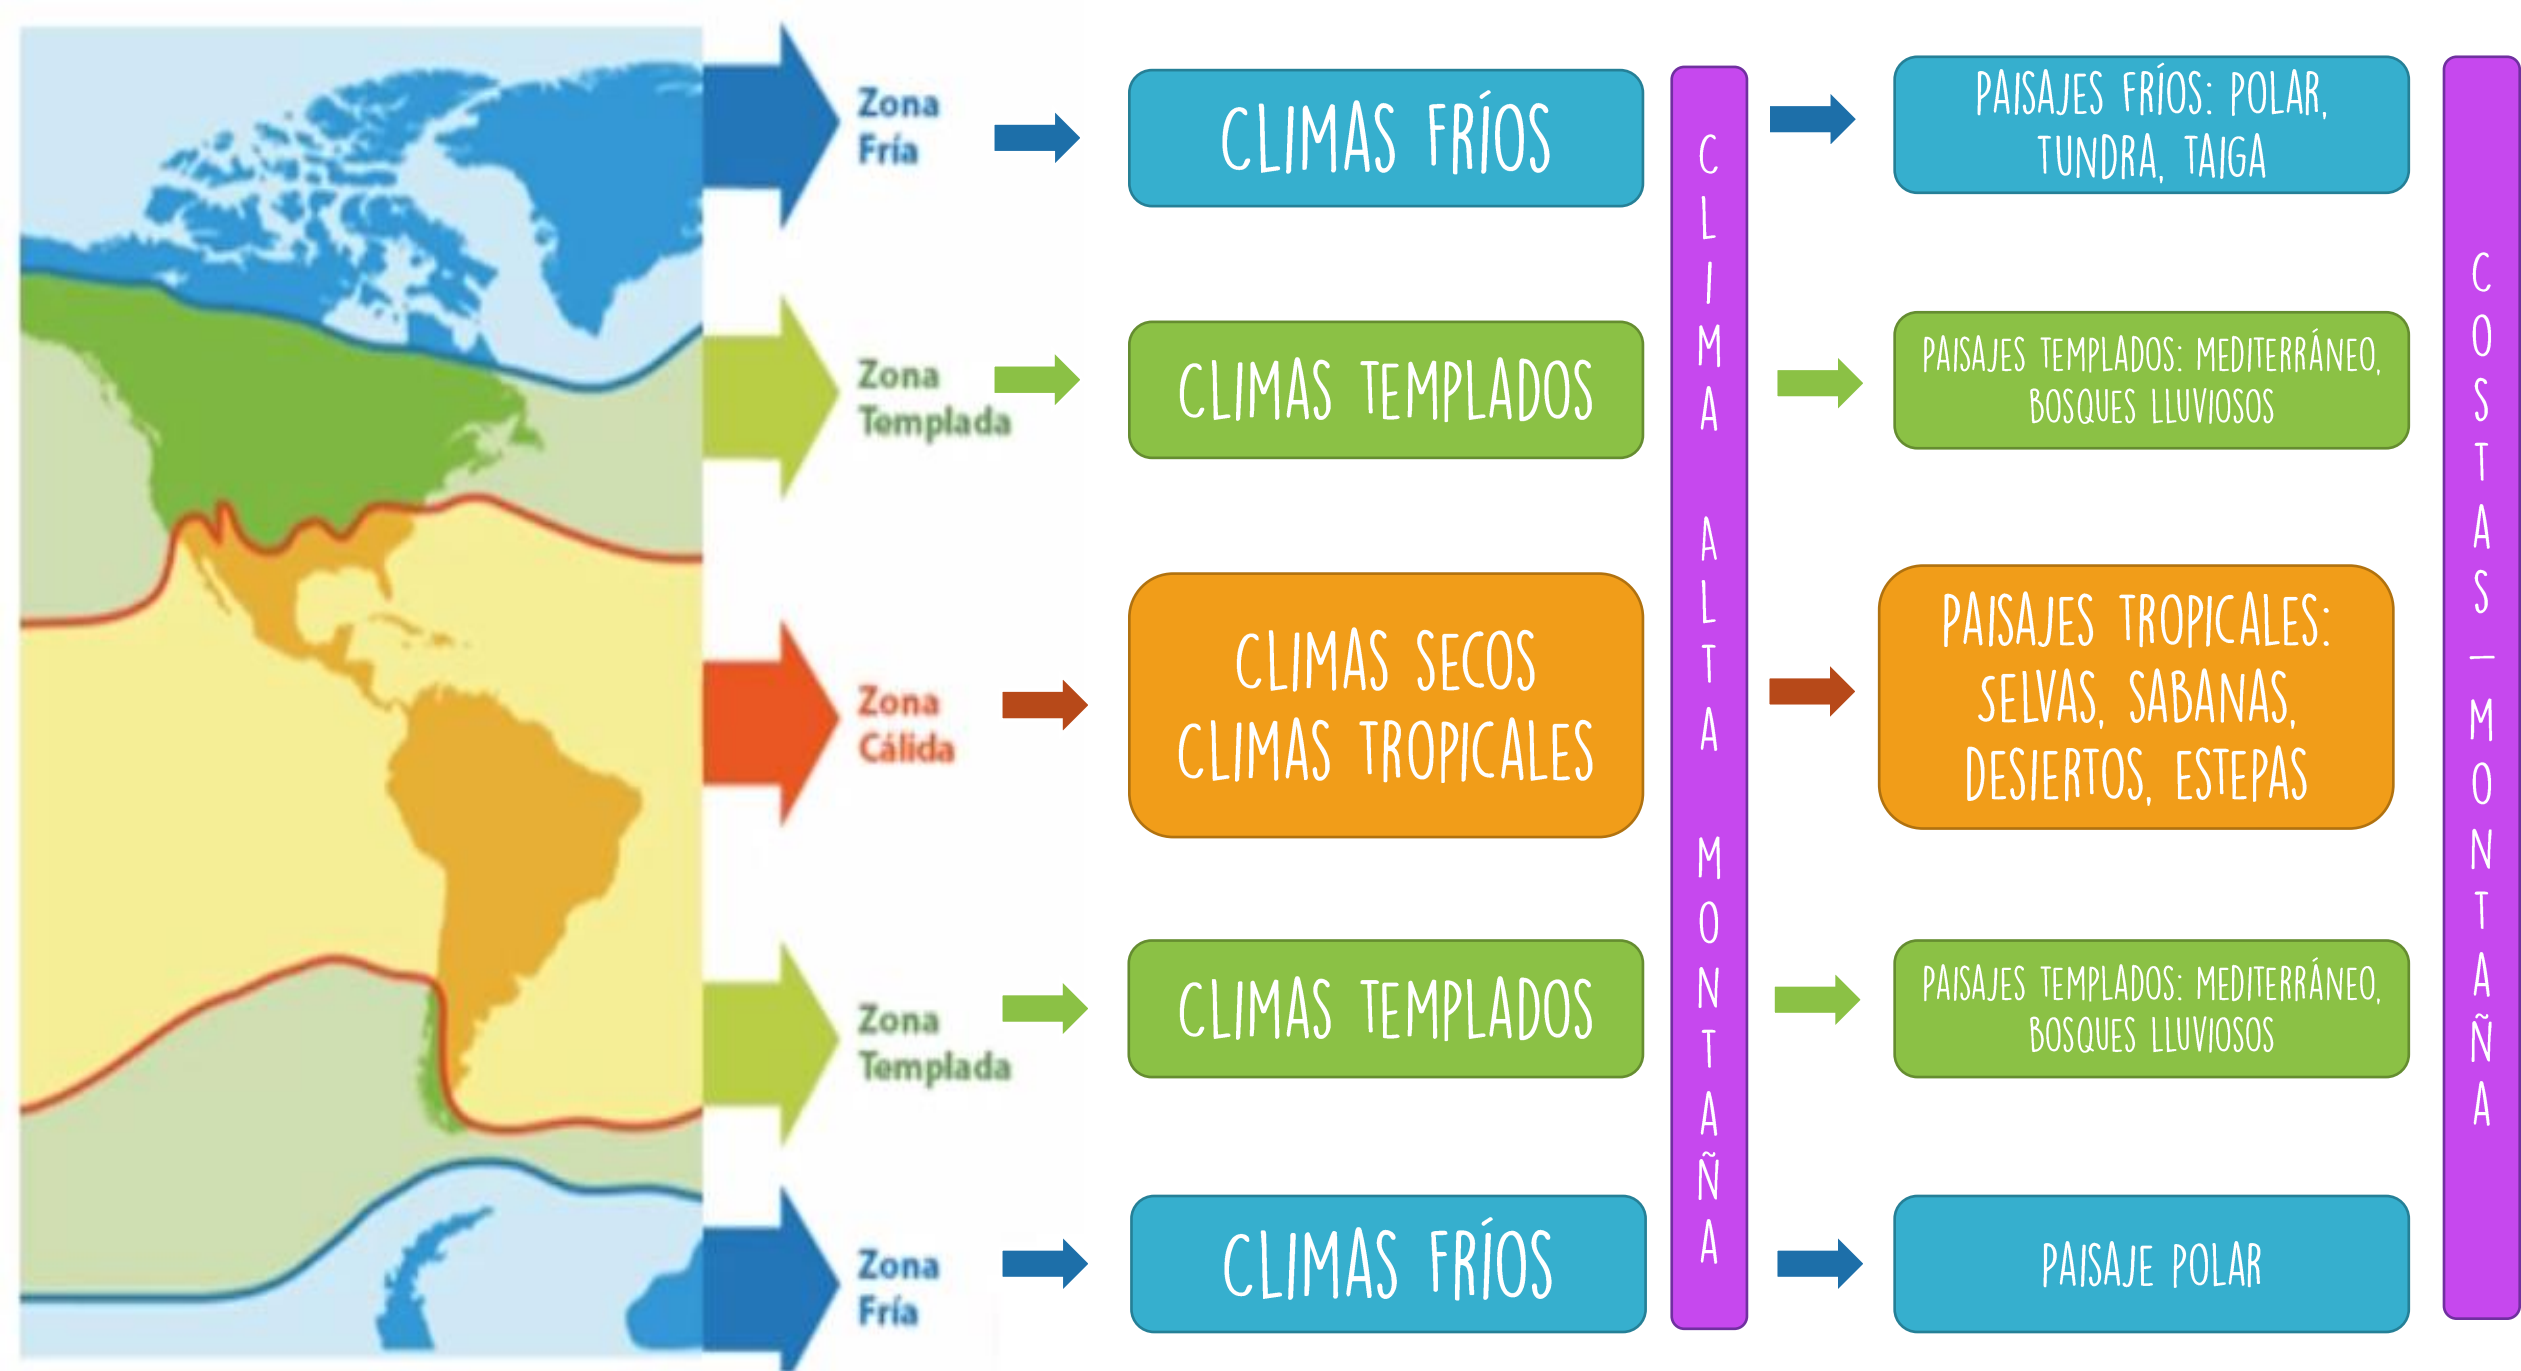 Zona
Fría
CLIMAS FRÍOS
PAISAJES FRÍOS: POLAR,
TUNDRA, TAIGA
Zona
Templada
CLIMAS TEMPLADOS
PAISAJES TEMPLADOS: MEDITERRÁNEO,
BOSQUES LLUVIOSOS
Zona
Cálida
CLIMAS SECOS
CLIMAS TROPICALES
PAISAJES TROPICALES:
SELVAS, SABANAS,
DESIERTOS, ESTEPAS
Zona
Templada
CLIMAS TEMPLADOS
PAISAJES TEMPLADOS: MEDITERRÁNEO,
BOSQUES LLUVIOSOS
Zona
Fría
CLIMAS FRÍOS
PAISAJE POLAR
CLIMA ALTA MONTAÑA
COSTAS – MONTAÑA